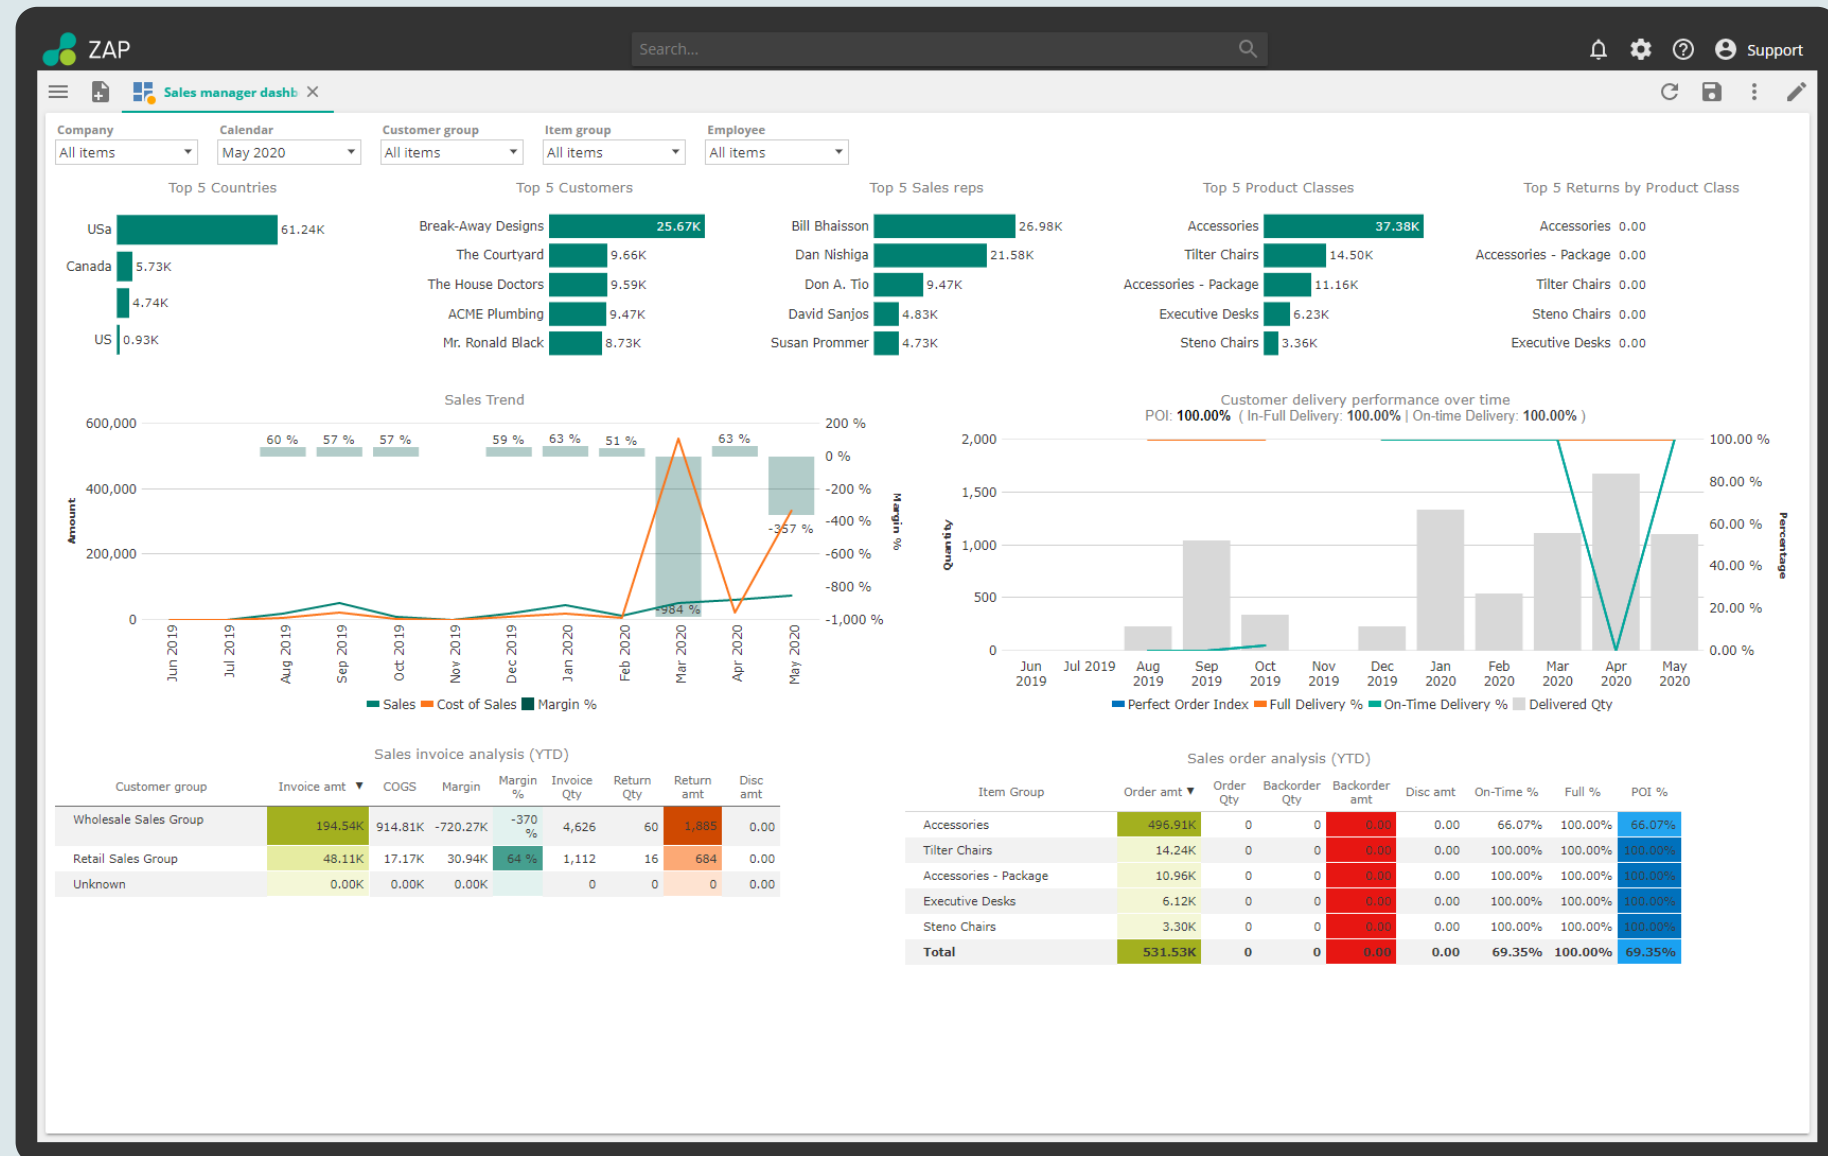 ZAP
Search...
Support
Sales manager dashb
Company Calendar Customer group Item group Employee
All items May 2020 All items All items All items
Top 5 Countries
USa 61.24K
Canada 5.73K
4.74K
US 0.93K
Top 5 Customers
Break-Away Designs 25.67K
The Courtyard 9.66K
The House Doctors 9.59K
ACME Plumbing 9.47K
Mr. Ronald Black 8.73K
Top 5 Sales reps
Bill Bhaisson 26.98K
Dan Nishiga 21.58K
Don A. Tio 9.47K
David Sanjos 4.83K
Susan Prommer 4.73K
Top 5 Product Classes
Accessories 37.38K
Tilter Chairs 14.50K
Accessories - Package 11.16K
Executive Desks 6.23K
Steno Chairs 3.36K
Top 5 Returns by Product Class
Accessories 0.00
Accessories - Package 0.00
Tilter Chairs 0.00
Steno Chairs 0.00
Executive Desks 0.00
Sales Trend
600,000
400,000
200,000
0
Amount
60 % 57 % 57 % 59 % 63 % 51 % 63 %
-984 %
-357 %
200 %
0 %
-200 %
-400 %
-600 %
-800 %
-1,000 %
Margin %
Jun 2019 Jul 2019 Aug 2019 Sep 2019 Oct 2019 Nov 2019 Dec 2019 Jan 2020 Feb 2020 Mar 2020 Apr 2020 May 2020
Sales Cost of Sales Margin %
Customer delivery performance over time
POI: 100.00% ( In-Full Delivery: 100.00% | On-time Delivery: 100.00% )
2,000
1,500
1,000
500
0
Quantity
100.00 %
80.00 %
60.00 %
40.00 %
20.00 %
0.00 %
Percentage
Jun 2019 Jul 2019 Aug 2019 Sep 2019 Oct 2019 Nov 2019 Dec 2019 Jan 2020 Feb 2020 Mar 2020 Apr 2020 May 2020
Perfect Order Index Full Delivery % On-Time Delivery % Delivered Qty
Sales invoice analysis (YTD)
Customer group Invoice amt ▼ COGS Margin Margin % Invoice Qty Return Qty Return amt Disc amt
Wholesale Sales Group 194.54K 914.81K -720.27K -370 % 4,626 60 1,885 0.00
Retail Sales Group 48.11K 17.17K 30.94K 64 % 1,112 16 684 0.00
Unknown 0.00K 0.00K 0.00K 0 0 0 0.00
Sales order analysis (YTD)
Item Group Order amt ▼ Order Qty Backorder Qty Backorder amt Disc amt On-Time % Full % POI %
Accessories 496.91K 0 0 0.00 0.00 66.07% 100.00% 66.07%
Tilter Chairs 14.24K 0 0 0.00 0.00 100.00% 100.00% 100.00%
Accessories - Package 10.96K 0 0 0.00 0.00 100.00% 100.00% 100.00%
Executive Desks 6.12K 0 0 0.00 0.00 100.00% 100.00% 100.00%
Steno Chairs 3.30K 0 0 0.00 0.00 100.00% 100.00% 100.00%
Total 531.53K 0 0 0.00 0.00 69.35% 100.00% 69.35%